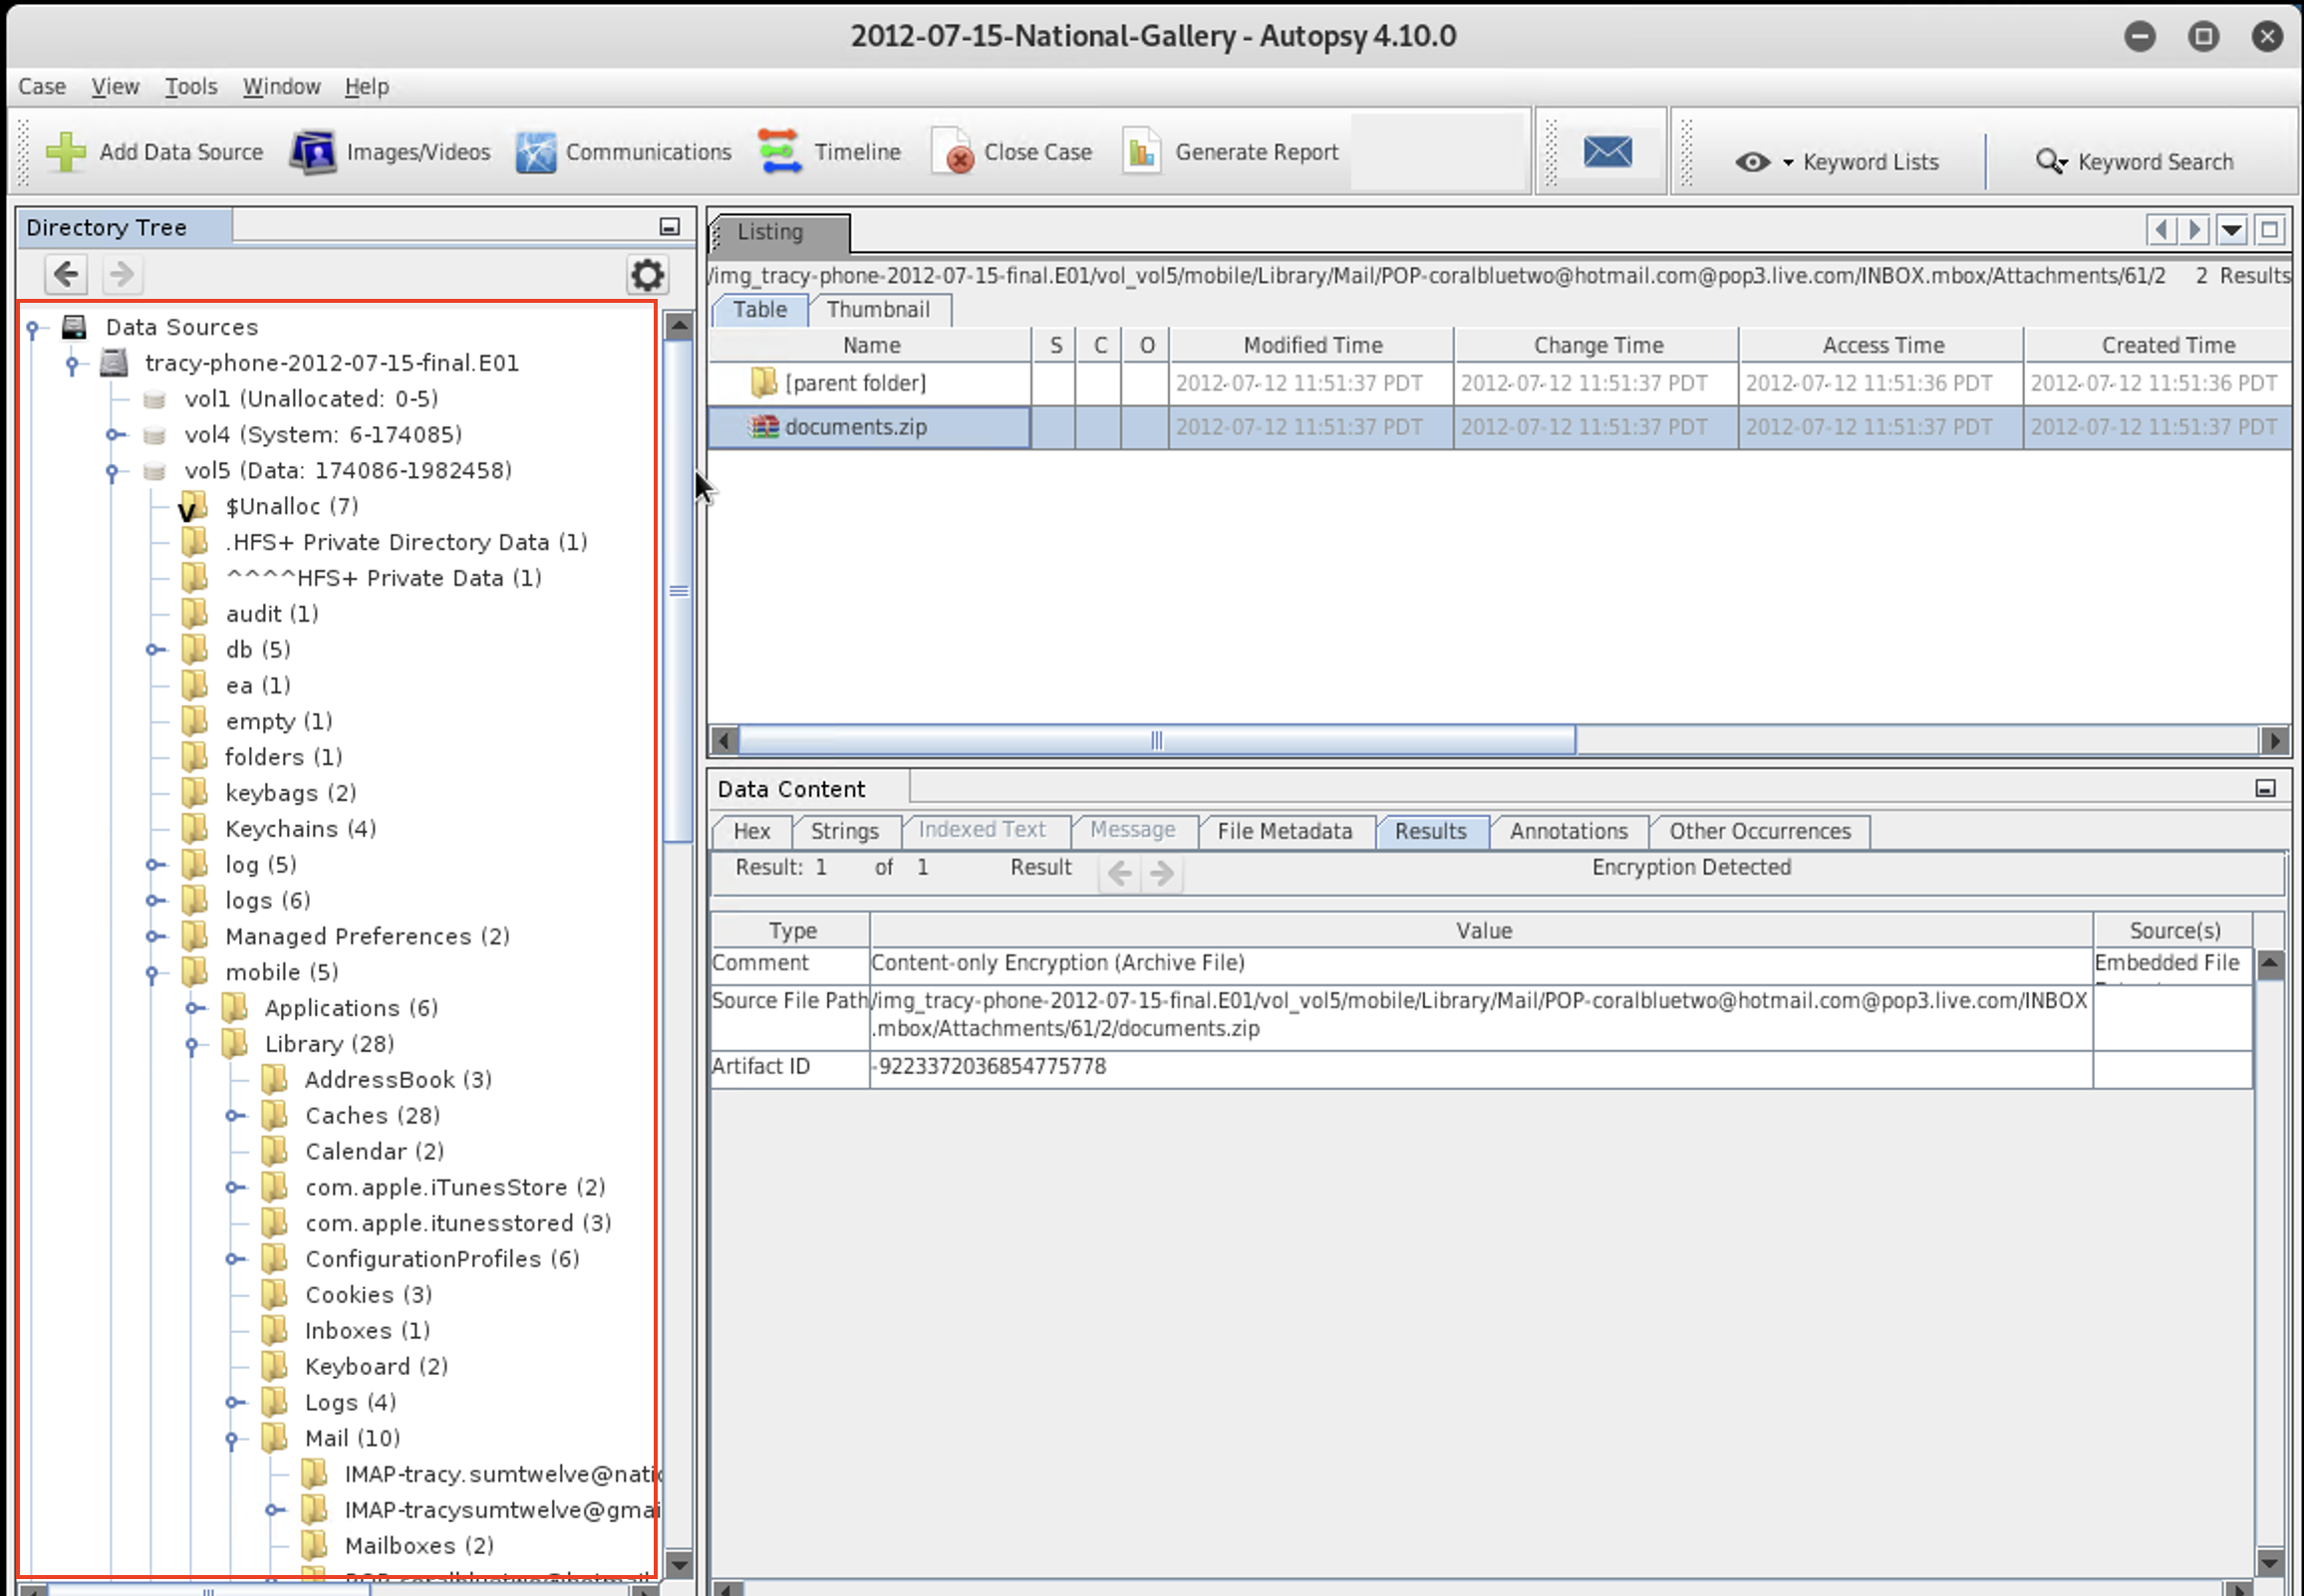 2012-07-15-National-Gallery - Autopsy 4.10.0
Case View Tools Window Help
Add Data Source Images/Videos Communications Timeline Close Case Generate Report Keyword Lists Keyword Search
Directory Tree
Data Sources
tracy-phone-2012-07-15-final.E01
vol1 (Unallocated: 0-5)
vol4 (System: 6-174085)
vol5 (Data: 174086-1982458)
$Unalloc (7)
.HFS+ Private Directory Data (1)
^^^^HFS+ Private Data (1)
audit (1)
db (5)
ea (1)
empty (1)
folders (1)
keybags (2)
Keychains (4)
log (5)
logs (6)
Managed Preferences (2)
mobile (5)
Applications (6)
Library (28)
AddressBook (3)
Caches (28)
Calendar (2)
com.apple.iTunesStore (2)
com.apple.itunesstored (3)
ConfigurationProfiles (6)
Cookies (3)
Inboxes (1)
Keyboard (2)
Logs (4)
Mail (10)
IMAP-tracy.sumtwelve@natio
IMAP-tracysumtwelve@gmai
Mailboxes (2)
Listing
/img_tracy-phone-2012-07-15-final.E01/vol_vol5/mobile/Library/Mail/POP-coralbluetwo@hotmail.com@pop3.live.com/INBOX.mbox/Attachments/61/2 2 Results
Table Thumbnail
Name S C O Modified Time Change Time Access Time Created Time
[parent folder] 2012-07-12 11:51:37 PDT 2012-07-12 11:51:37 PDT 2012-07-12 11:51:36 PDT 2012-07-12 11:51:36 PDT
documents.zip 2012-07-12 11:51:37 PDT 2012-07-12 11:51:37 PDT 2012-07-12 11:51:37 PDT 2012-07-12 11:51:37 PDT
Data Content
Hex Strings Indexed Text Message File Metadata Results Annotations Other Occurrences
Result: 1 of 1 Result Encryption Detected
Type Value Source(s)
Comment Content-only Encryption (Archive File) Embedded File
Source File Path /img_tracy-phone-2012-07-15-final.E01/vol_vol5/mobile/Library/Mail/POP-coralbluetwo@hotmail.com@pop3.live.com/INBOX
.mbox/Attachments/61/2/documents.zip
Artifact ID -9223372036854775778